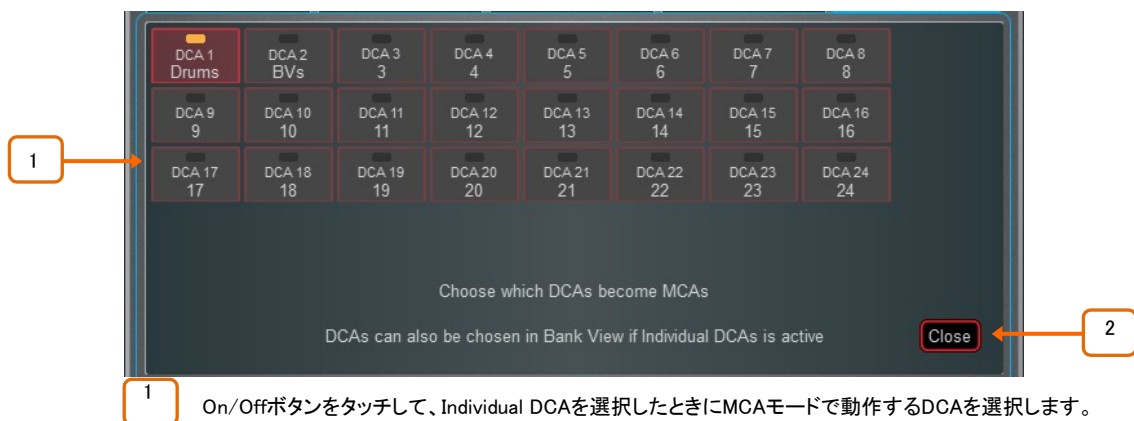 DCA 1 DCA 2 DCA 3 DCA 4 DCA 5 DCA 6 DCA 7 DCA 8
Drums BVs 3 4 5 6 7 8
DCA 9 DCA 10 DCA 11 DCA 12 DCA 13 DCA 14 DCA 15 DCA 16
9 10 11 12 13 14 15 16
1
DCA 17 DCA 18 DCA 19 DCA 20 DCA 21 DCA 22 DCA 23 DCA 24
17 18 19 20 21 22 23 24
Choose which DCAs become MCAs
DCAs can also be chosen in Bank View if Individual DCAs is active
Close
2
1 On/Offボタンをタッチして、Individual DCAを選択したときにMCAモードで動作するDCAを選択します。